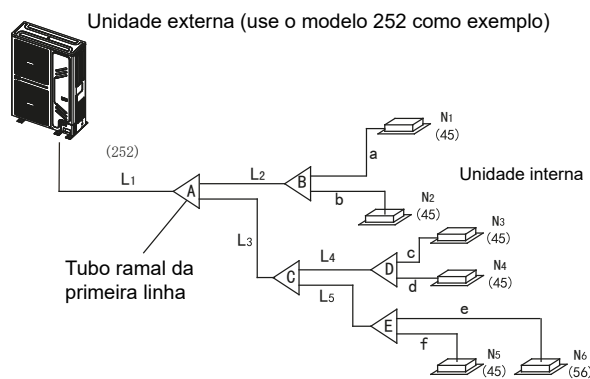 Unidade externa (use o modelo 252 como exemplo)
N1
(45)
(252)
a
L1
A
L2
B
b
Unidade interna
N2
(45)
L3
N3
(45)
c
L4
D
N4
(45)
d
Tubo ramal da
primeira linha
C
L5
e
E
f
N5
(45)
N6
(56)